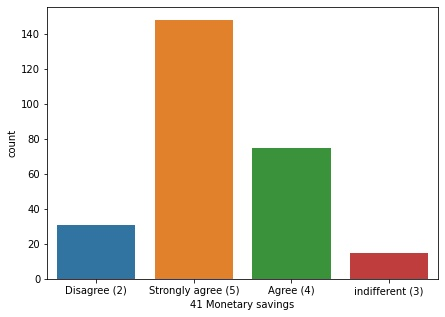 140
120
100
80
60
40
20
0
count
Disagree (2) Strongly agree (5) Agree (4) indifferent (3)
41 Monetary savings